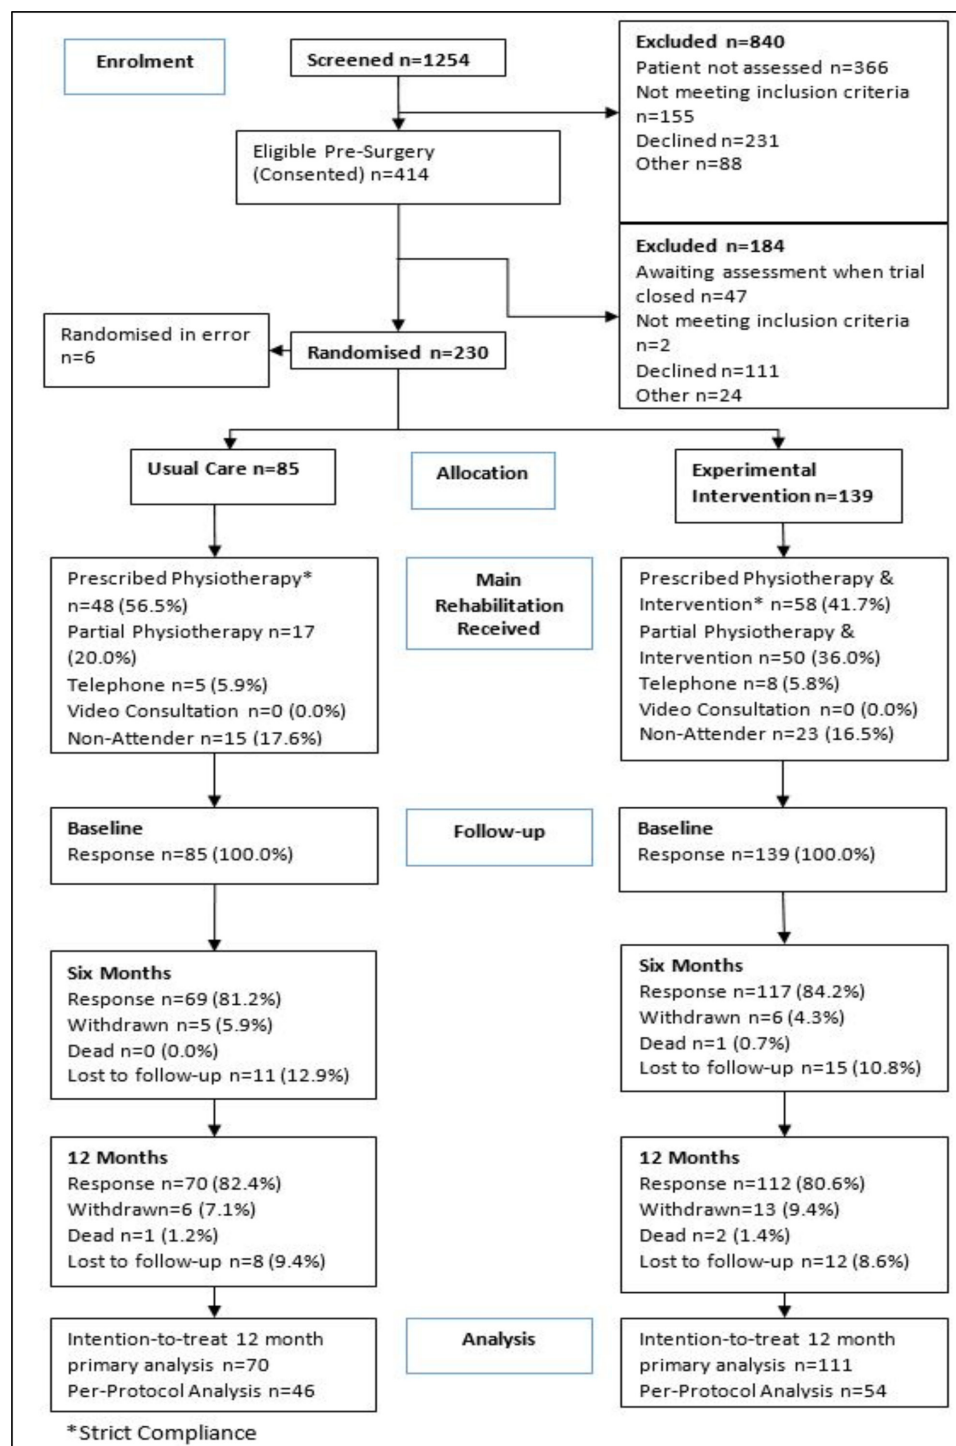 Enrolment
Screened n=1254
Excluded n=840
Patient not assessed n=366
Not meeting inclusion criteria
n=155
Declined n=231
Other n=88
Eligible Pre-Surgery
(Consented) n=414
Excluded n=184
Awaiting assessment when trial
closed n=47
Not meeting inclusion criteria
n=2
Declined n=111
Other n=24
Randomised in error
n=6
Randomised n=230
Usual Care n=85
Allocation
Experimental
Intervention n=139
Prescribed Physiotherapy*
n=48 (56.5%)
Partial Physiotherapy n=17
(20.0%)
Telephone n=5 (5.9%)
Video Consultation n=0 (0.0%)
Non-Attender n=15 (17.6%)
Main
Rehabilitation
Received
Prescribed Physiotherapy &
Intervention* n=58 (41.7%)
Partial Physiotherapy &
Intervention n=50 (36.0%)
Telephone n=8 (5.8%)
Video Consultation n=0 (0.0%)
Non-Attender n=23 (16.5%)
Baseline
Response n=85 (100.0%)
Follow-up
Baseline
Response n=139 (100.0%)
Six Months
Response n=69 (81.2%)
Withdrawn n=5 (5.9%)
Dead n=0 (0.0%)
Lost to follow-up n=11 (12.9%)
Six Months
Response n=117 (84.2%)
Withdrawn n=6 (4.3%)
Dead n=1 (0.7%)
Lost to follow-up n=15 (10.8%)
12 Months
Response n=70 (82.4%)
Withdrawn=6 (7.1%)
Dead n=1 (1.2%)
Lost to follow-up n=8 (9.4%)
12 Months
Response n=112 (80.6%)
Withdrawn=13 (9.4%)
Dead n=2 (1.4%)
Lost to follow-up n=12 (8.6%)
Intention-to-treat 12 month
primary analysis n=70
Per-Protocol Analysis n=46
Analysis
Intention-to-treat 12 month
primary analysis n=111
Per-Protocol Analysis n=54
*Strict Compliance